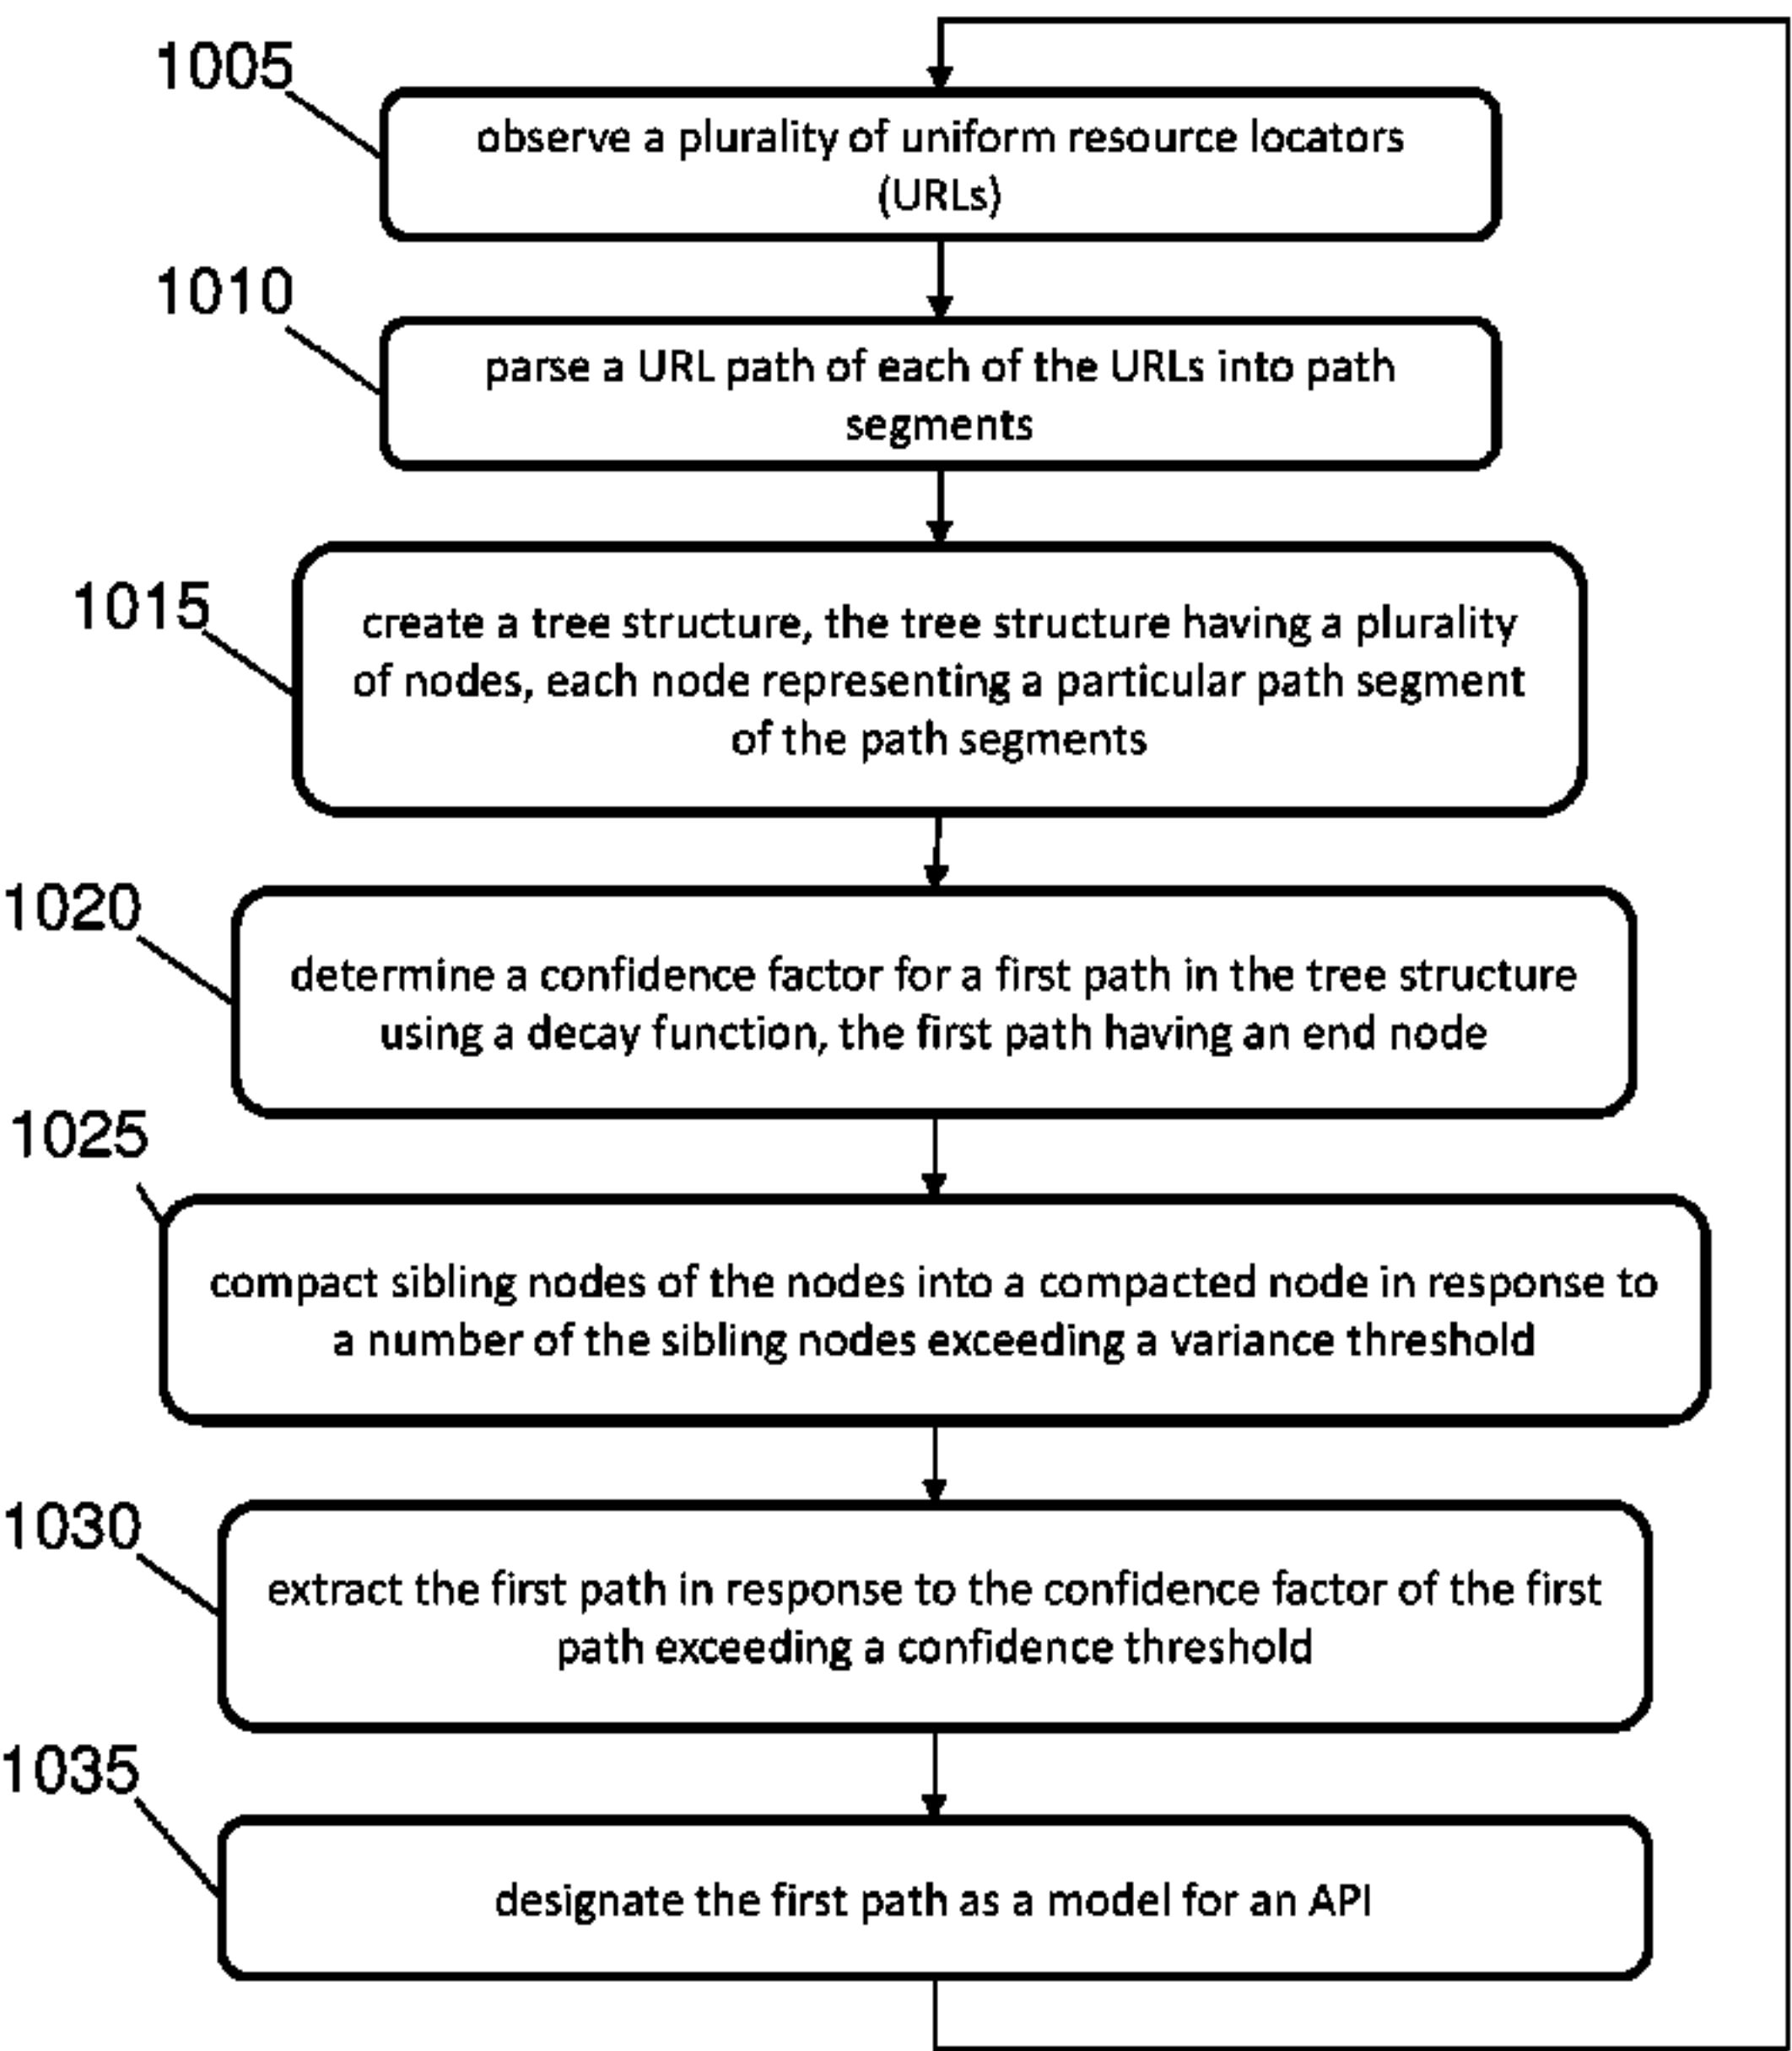 1005
observe a plurality of uniform resource locators
(URLs)
1010
parse a URL path of each of the URLs into path
segments
1015
create a tree structure, the tree structure having a plurality
of nodes, each node representing a particular path segment
of the path segments
1020
determine a confidence factor for a first path in the tree structure
using a decay function, the first path having an end node
1025
compact sibling nodes of the nodes into a compacted node in response to
a number of the sibling nodes exceeding a variance threshold
1030
extract the first path in response to the confidence factor of the first
path exceeding a confidence threshold
1035
designate the first path as a model for an API